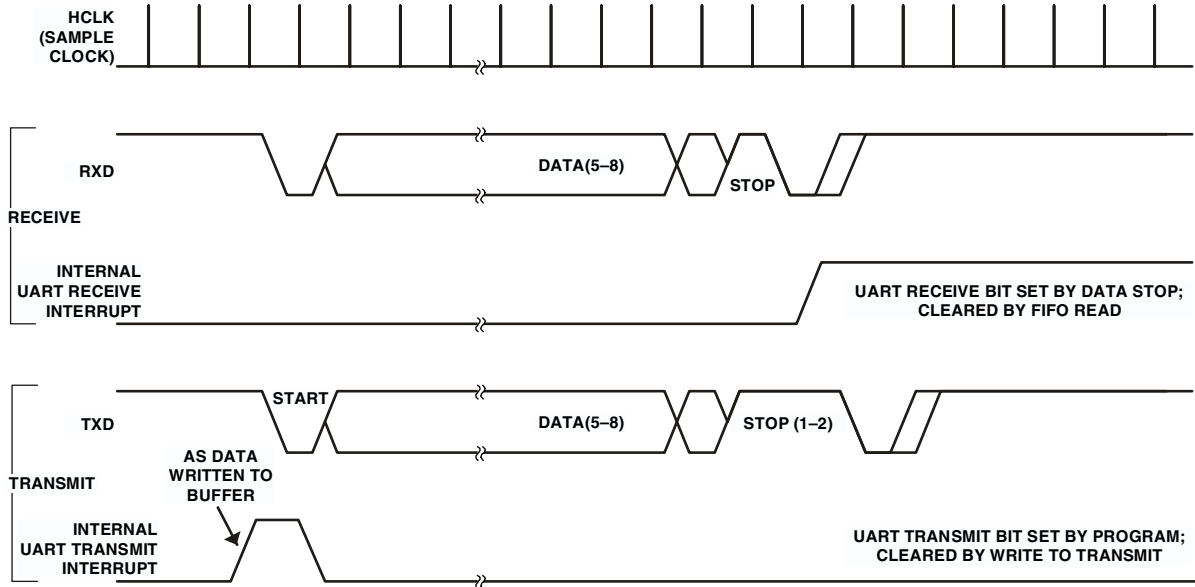 HCLK
(SAMPLE
CLOCK)
RXD
DATA(5–8)
STOP
RECEIVE
INTERNAL
UART RECEIVE
INTERRUPT
UART RECEIVE BIT SET BY DATA STOP;
CLEARED BY FIFO READ
START
TXD
DATA(5–8)
STOP (1–2)
AS DATA
WRITTEN TO
BUFFER
TRANSMIT
INTERNAL
UART TRANSMIT
INTERRUPT
UART TRANSMIT BIT SET BY PROGRAM;
CLEARED BY WRITE TO TRANSMIT